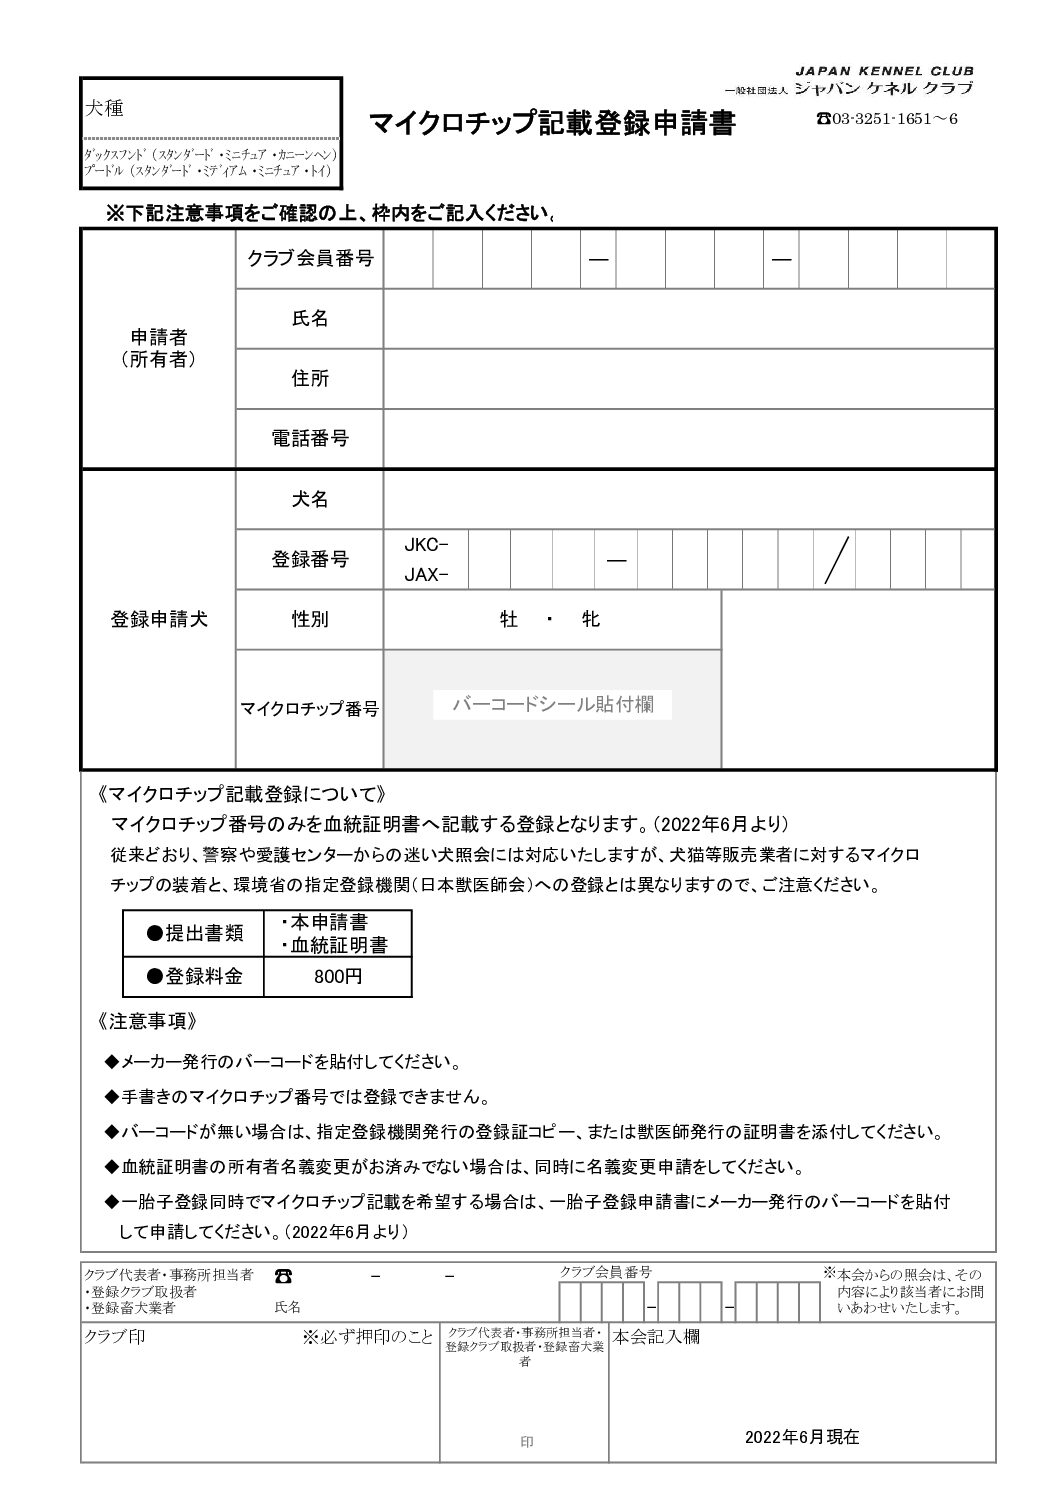 JAPAN KENNEL CLUB
一般社団法人 ジャパン ケネル クラブ
マイクロチップ記載登録申請書
☎03-3251-1651～6
犬種
ﾀﾞｯｸｽﾌﾝﾄﾞ（ｽﾀﾝﾀﾞｰﾄﾞ・ﾐﾆﾁｭｱ・ｶﾆｰﾝﾍﾝ）
ﾌﾟｰﾄﾞﾙ（ｽﾀﾝﾀﾞｰﾄﾞ・ﾐﾃﾞｨｱﾑ・ﾐﾆﾁｭｱ・ﾄｲ）
※下記注意事項をご確認の上、枠内をご記入ください。
申請者
（所有者）
クラブ会員番号
― ―
氏名
住所
電話番号
登録申請犬
犬名
登録番号
JKC−
JAX−
― ／
性別
牡 ・ 牝
マイクロチップ番号
バーコードシール貼付欄
《マイクロチップ記載登録について》
マイクロチップ番号のみを血統証明書へ記載する登録となります。（2022年6月より）
従来どおり、警察や愛護センターからの迷い犬照会には対応いたしますが、犬猫等販売業者に対するマイクロ
チップの装着と、環境省の指定登録機関（日本獣医師会）への登録とは異なりますので、ご注意ください。
●提出書類
・本申請書
・血統証明書
●登録料金
800円
《注意事項》
◆メーカー発行のバーコードを貼付してください。
◆手書きのマイクロチップ番号では登録できません。
◆バーコードが無い場合は、指定登録機関発行の登録証コピー、または獣医師発行の証明書を添付してください。
◆血統証明書の所有者名義変更がお済みでない場合は、同時に名義変更申請をしてください。
◆一胎子登録同時でマイクロチップ記載を希望する場合は、一胎子登録申請書にメーカー発行のバーコードを貼付
して申請してください。（2022年6月より）
クラブ代表者・事務所担当者
・登録クラブ取扱者
・登録畜犬業者
☎ − −
氏名
クラブ会員番号
− −
※本会からの照会は、その
内容により該当者にお問
いあわせいたします。
クラブ印
※必ず押印のこと
クラブ代表者・事務所担当者・
登録クラブ取扱者・登録畜犬業
者
印
本会記入欄
2022年6月現在